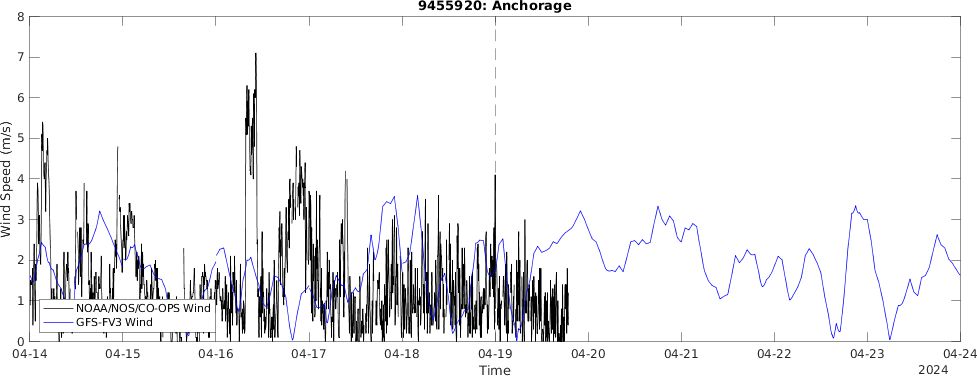 9455920: Anchorage
8
7
6
5
4
3
2
1
0
Wind Speed (m/s)
NOAA/NOS/CO-OPS Wind
GFS-FV3 Wind
04-14 04-15 04-16 04-17 04-18 04-19 04-20 04-21 04-22 04-23 04-24
Time
2024